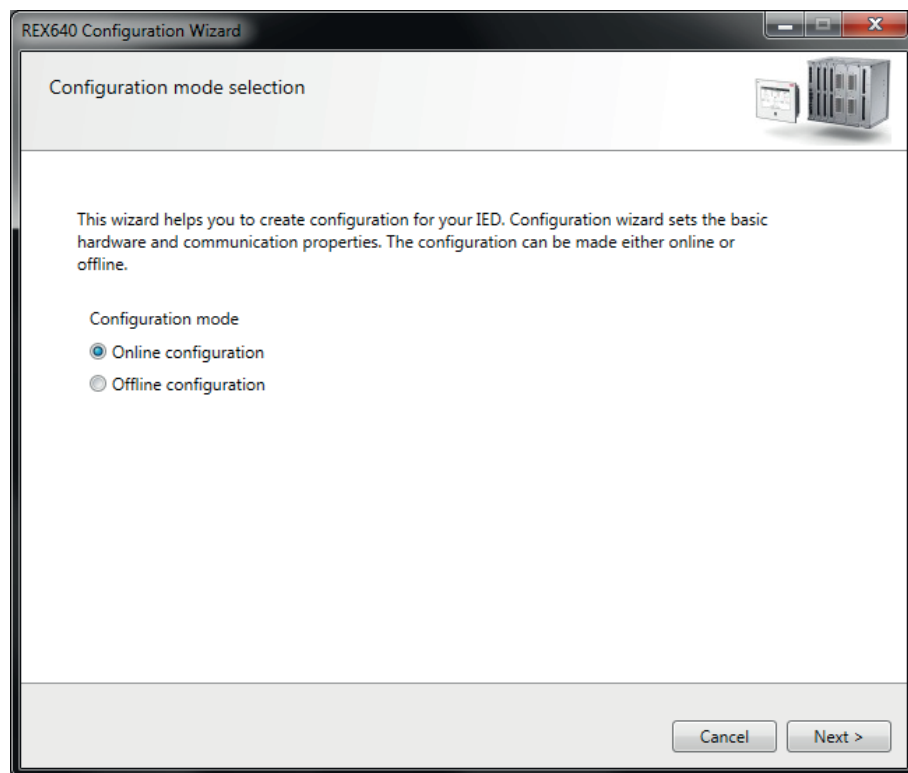 REX640 Configuration Wizard
Configuration mode selection
This wizard helps you to create configuration for your IED. Configuration wizard sets the basic
hardware and communication properties. The configuration can be made either online or
offline.
Configuration mode
Online configuration
Offline configuration
Cancel
Next >